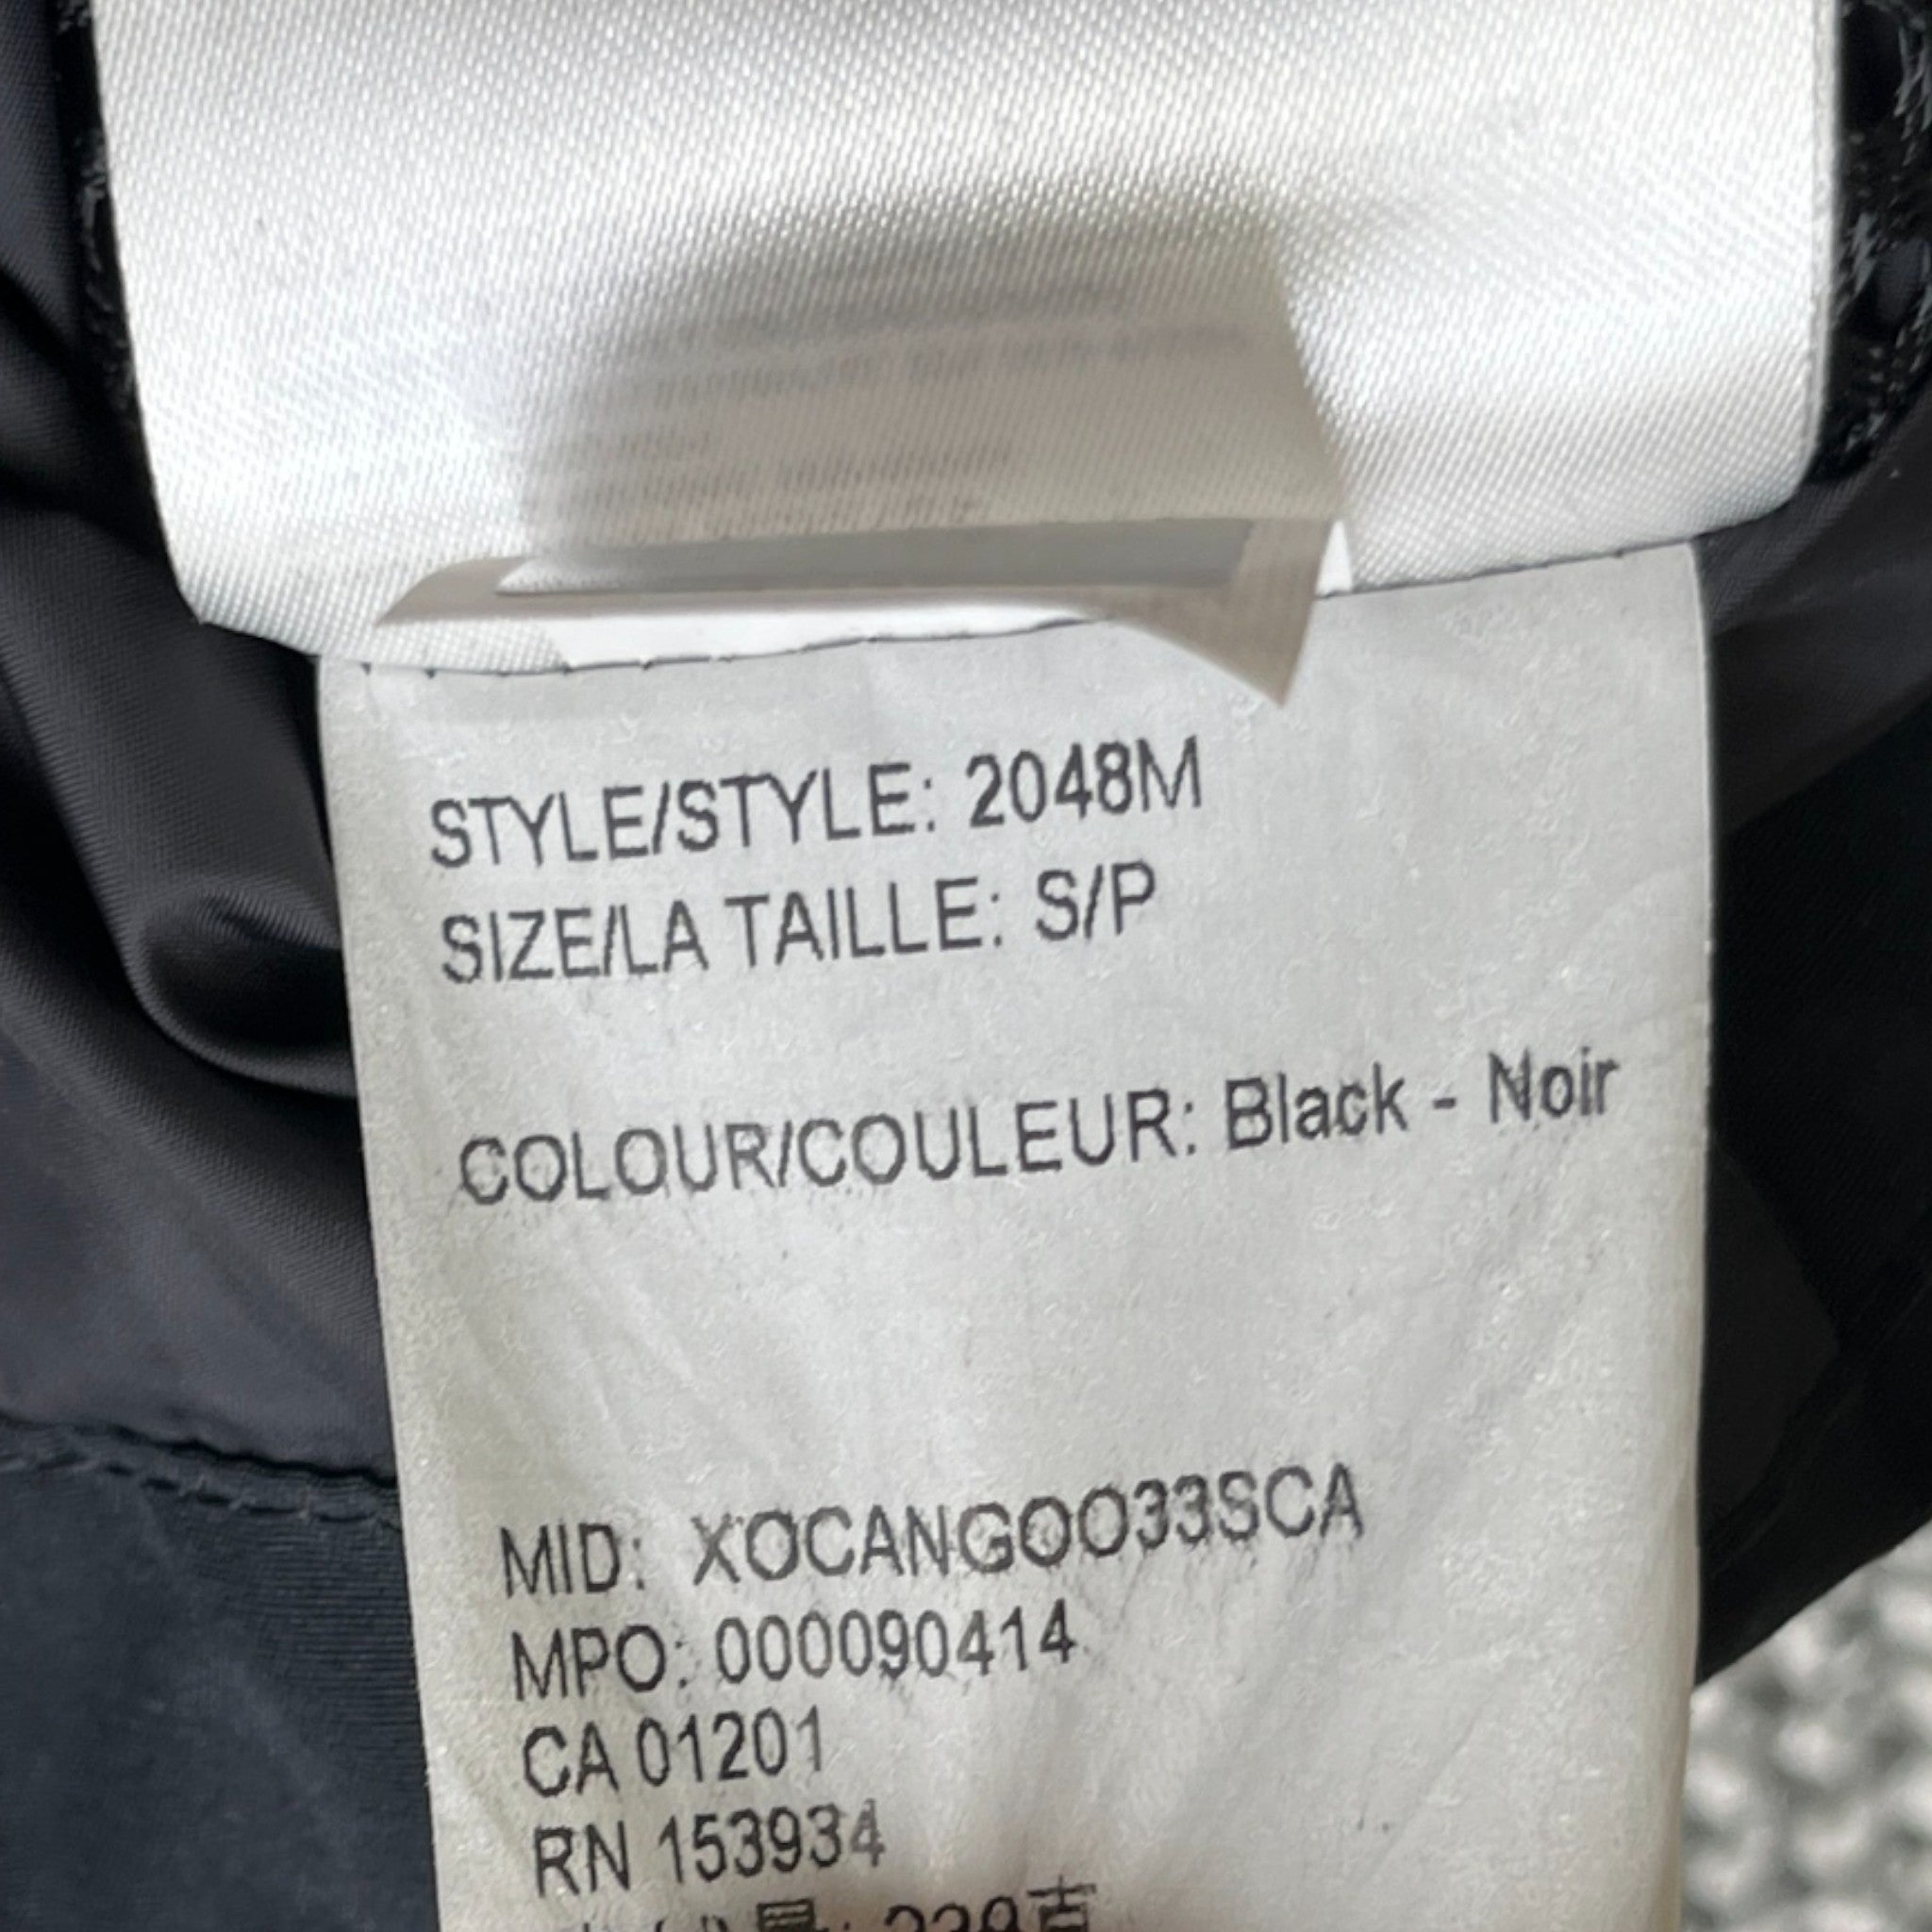 STYLE/STYLE: 2048M
SIZE/LA TAILLE: S/P
COLOUR/COULEUR: Black - Noir
MID: XOCANGOO33SCA
MPO: 000090414
CA 01201
RN 153934